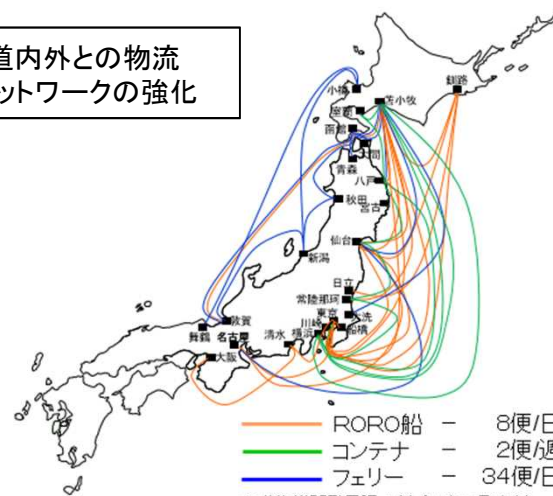 道内外との物流
ットワークの強化
小樽
釧路
室蘭
苫小牧
函館
大間
青森
八戸
秋田
宮古
仙台
新潟
日立
常陸那珂
東京
大洗
川崎
船橋
敦賀
舞鶴
名古屋
清水
横浜
大阪
RORO船 - 8便/日
コンテナ - 2便/週
フェリー - 34便/日